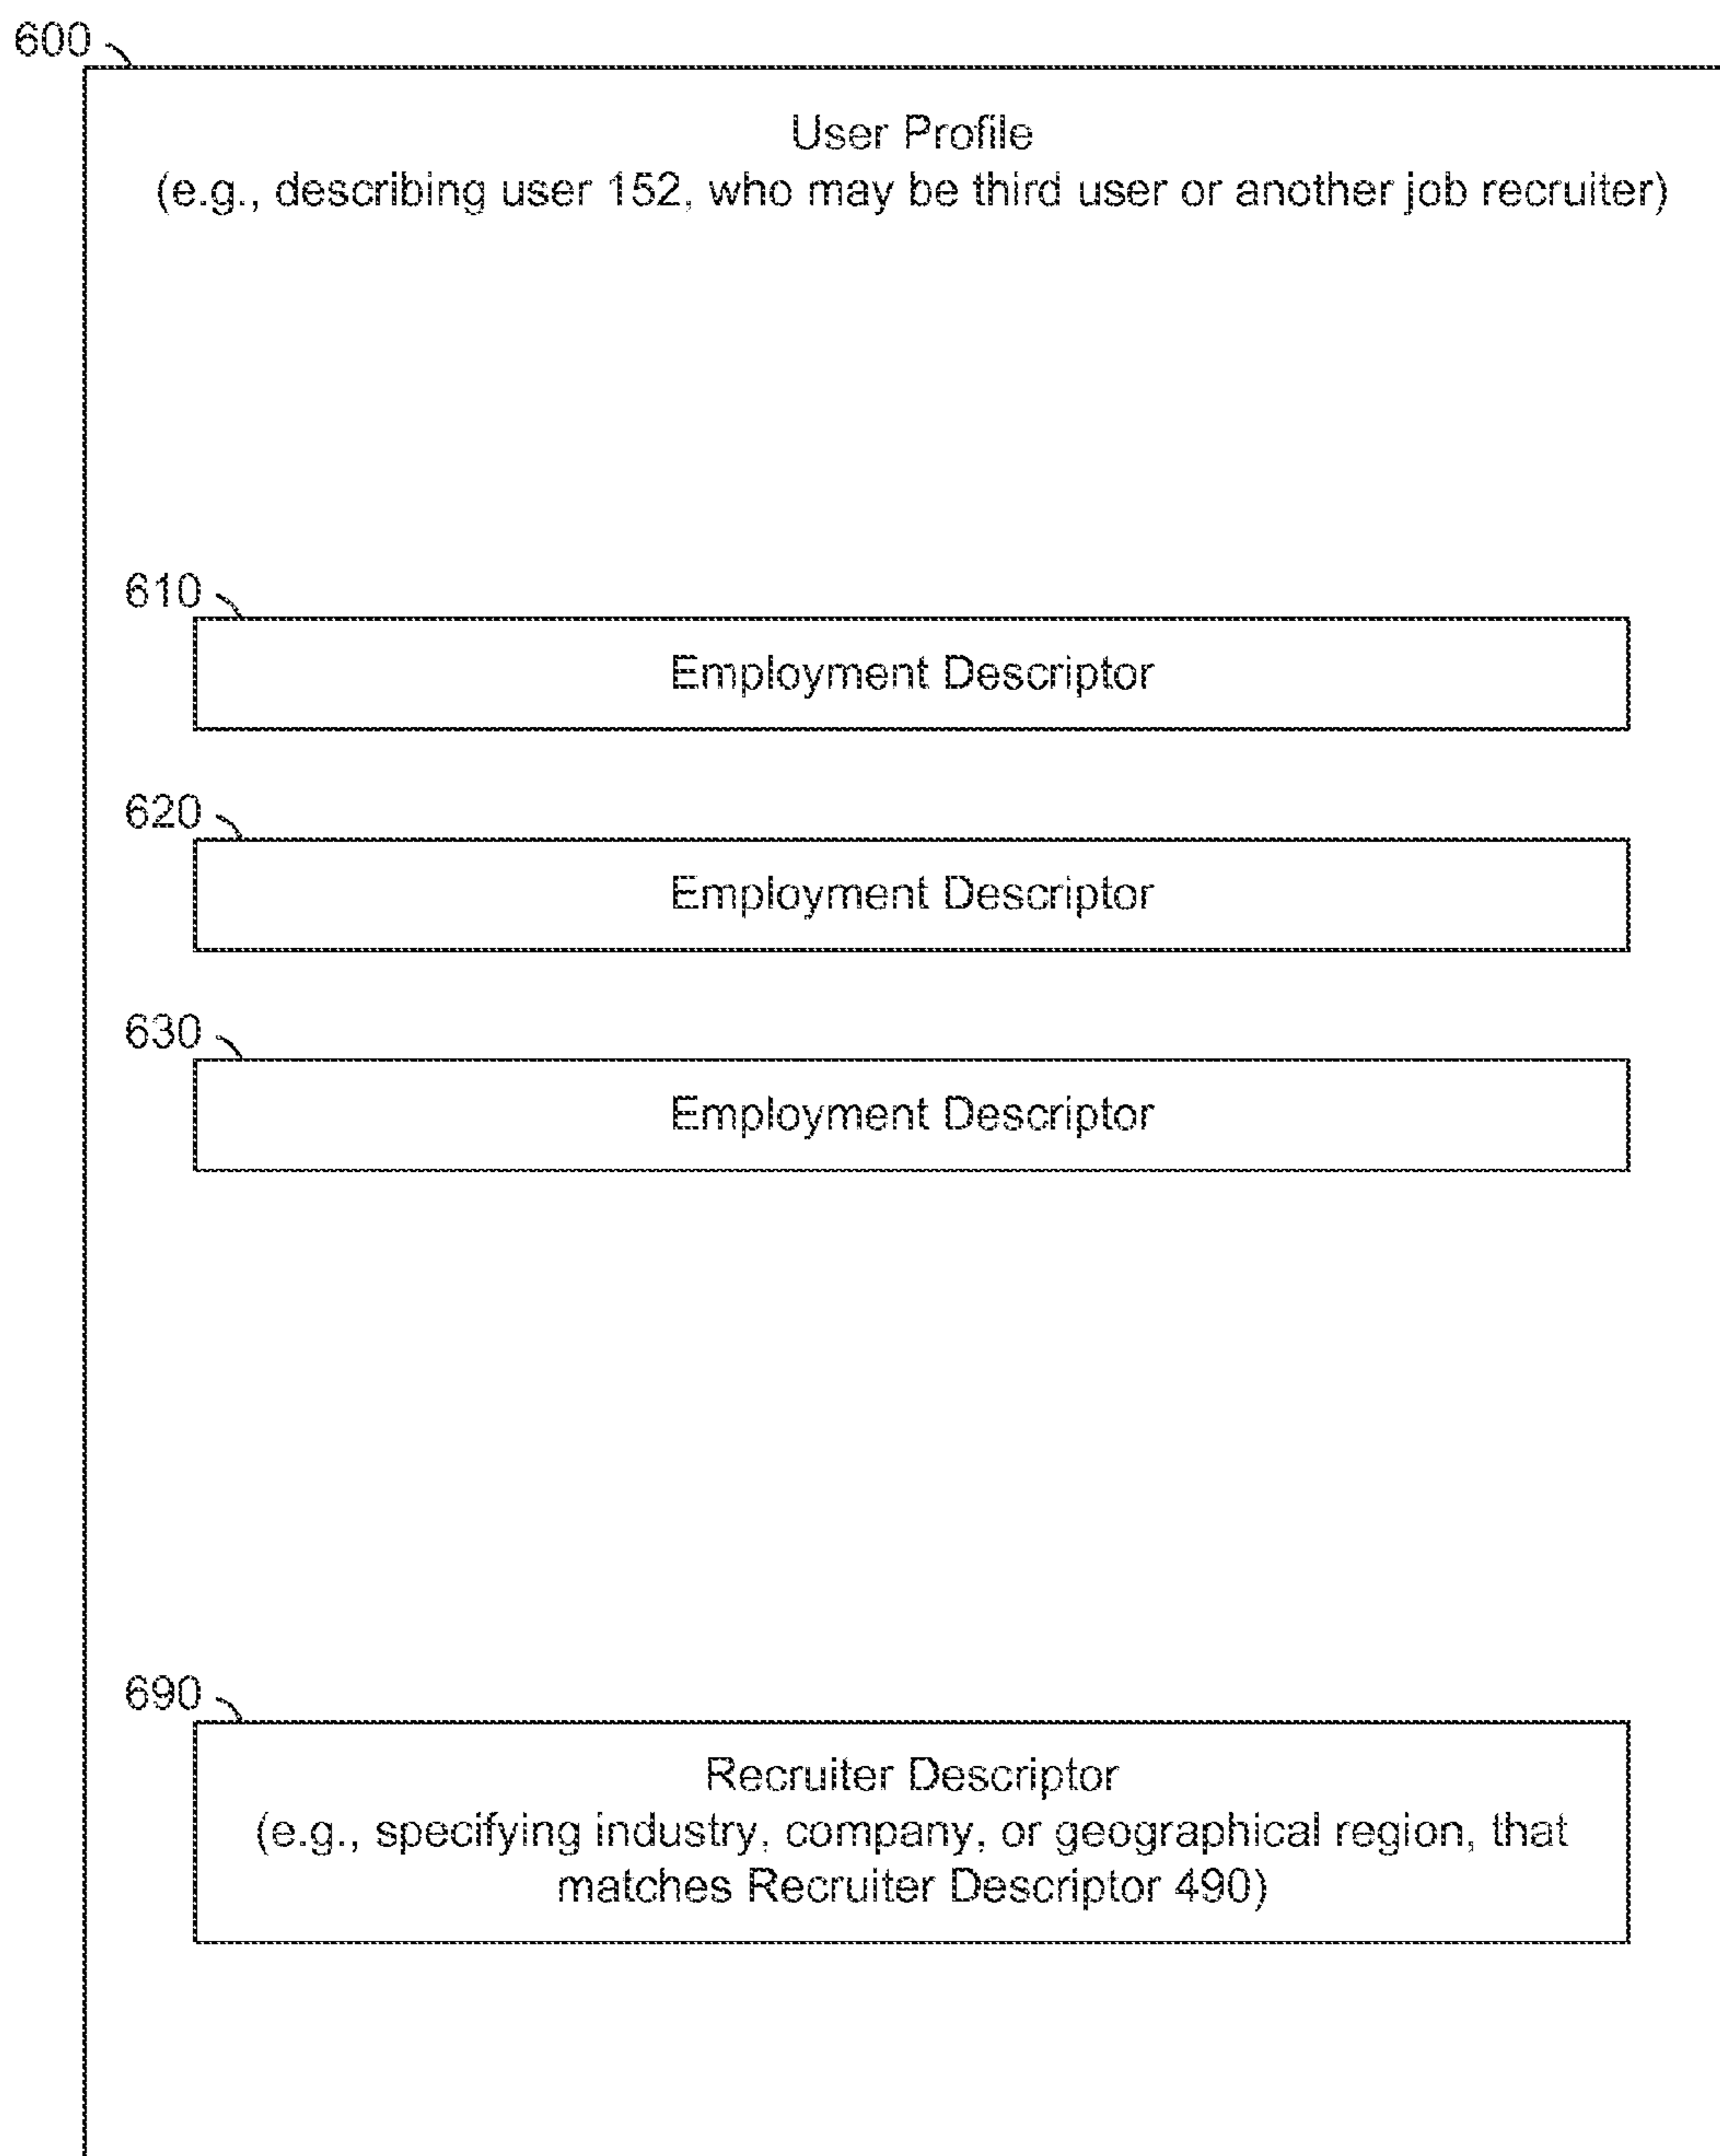 600
User Profile
(e.g., describing user 152, who may be third user or another job recruiter)
610
Employment Descriptor
620
Employment Descriptor
630
Employment Descriptor
690
Recruiter Descriptor
(e.g., specifying industry, company, or geographical region, that
matches Recruiter Descriptor 490)